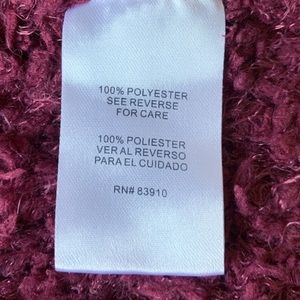 100% POLYESTER
SEE REVERSE
FOR CARE
100% POLIESTER
VER AL REVERSO
PARA EL CUIDADO
RN# 83910